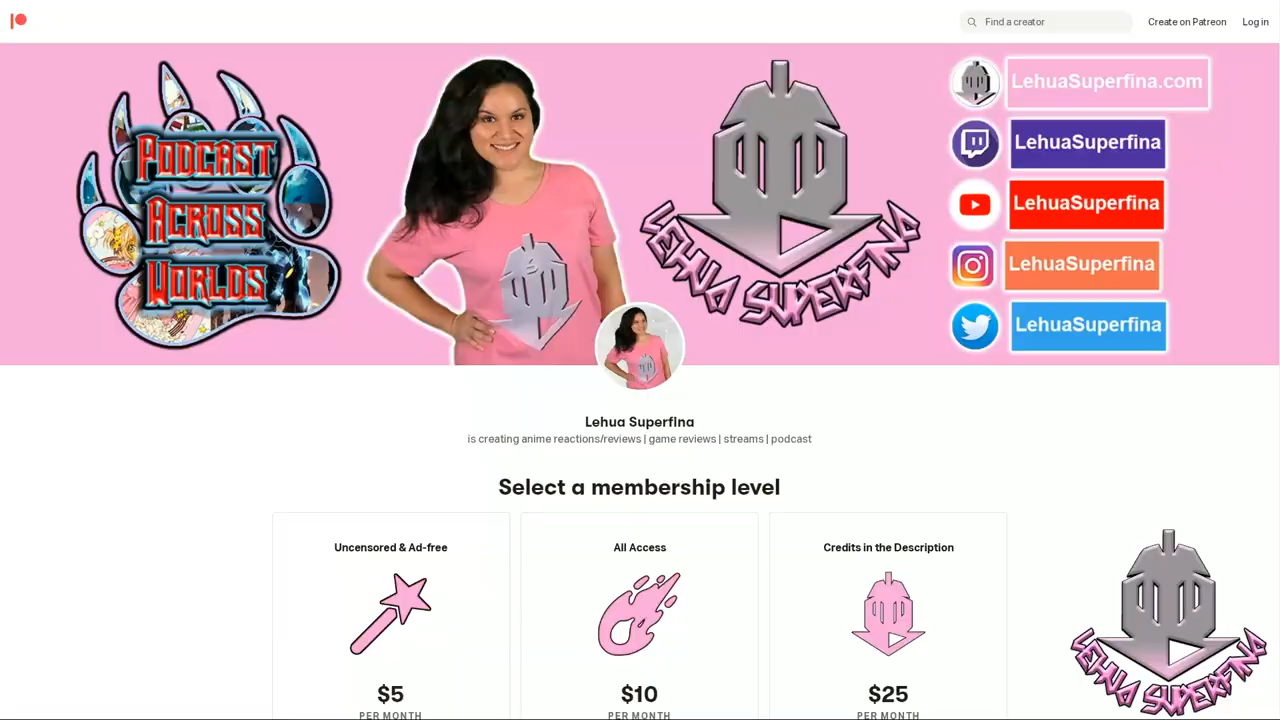 Find a creator
Create on Patreon
Log in
PODCAST
ACROSS
WORLDS
LEHUA SUPERFINA
LehuaSuperfina.com
LehuaSuperfina
LehuaSuperfina
LehuaSuperfina
LehuaSuperfina
Lehua Superfina
is creating anime reactions/reviews | game reviews | streams | podcast
Select a membership level
Uncensored & Ad-free
All Access
Credits in the Description
$5
$10
$25
PER MONTH
PER MONTH
PER MONTH
LEHUA SUPERFINA